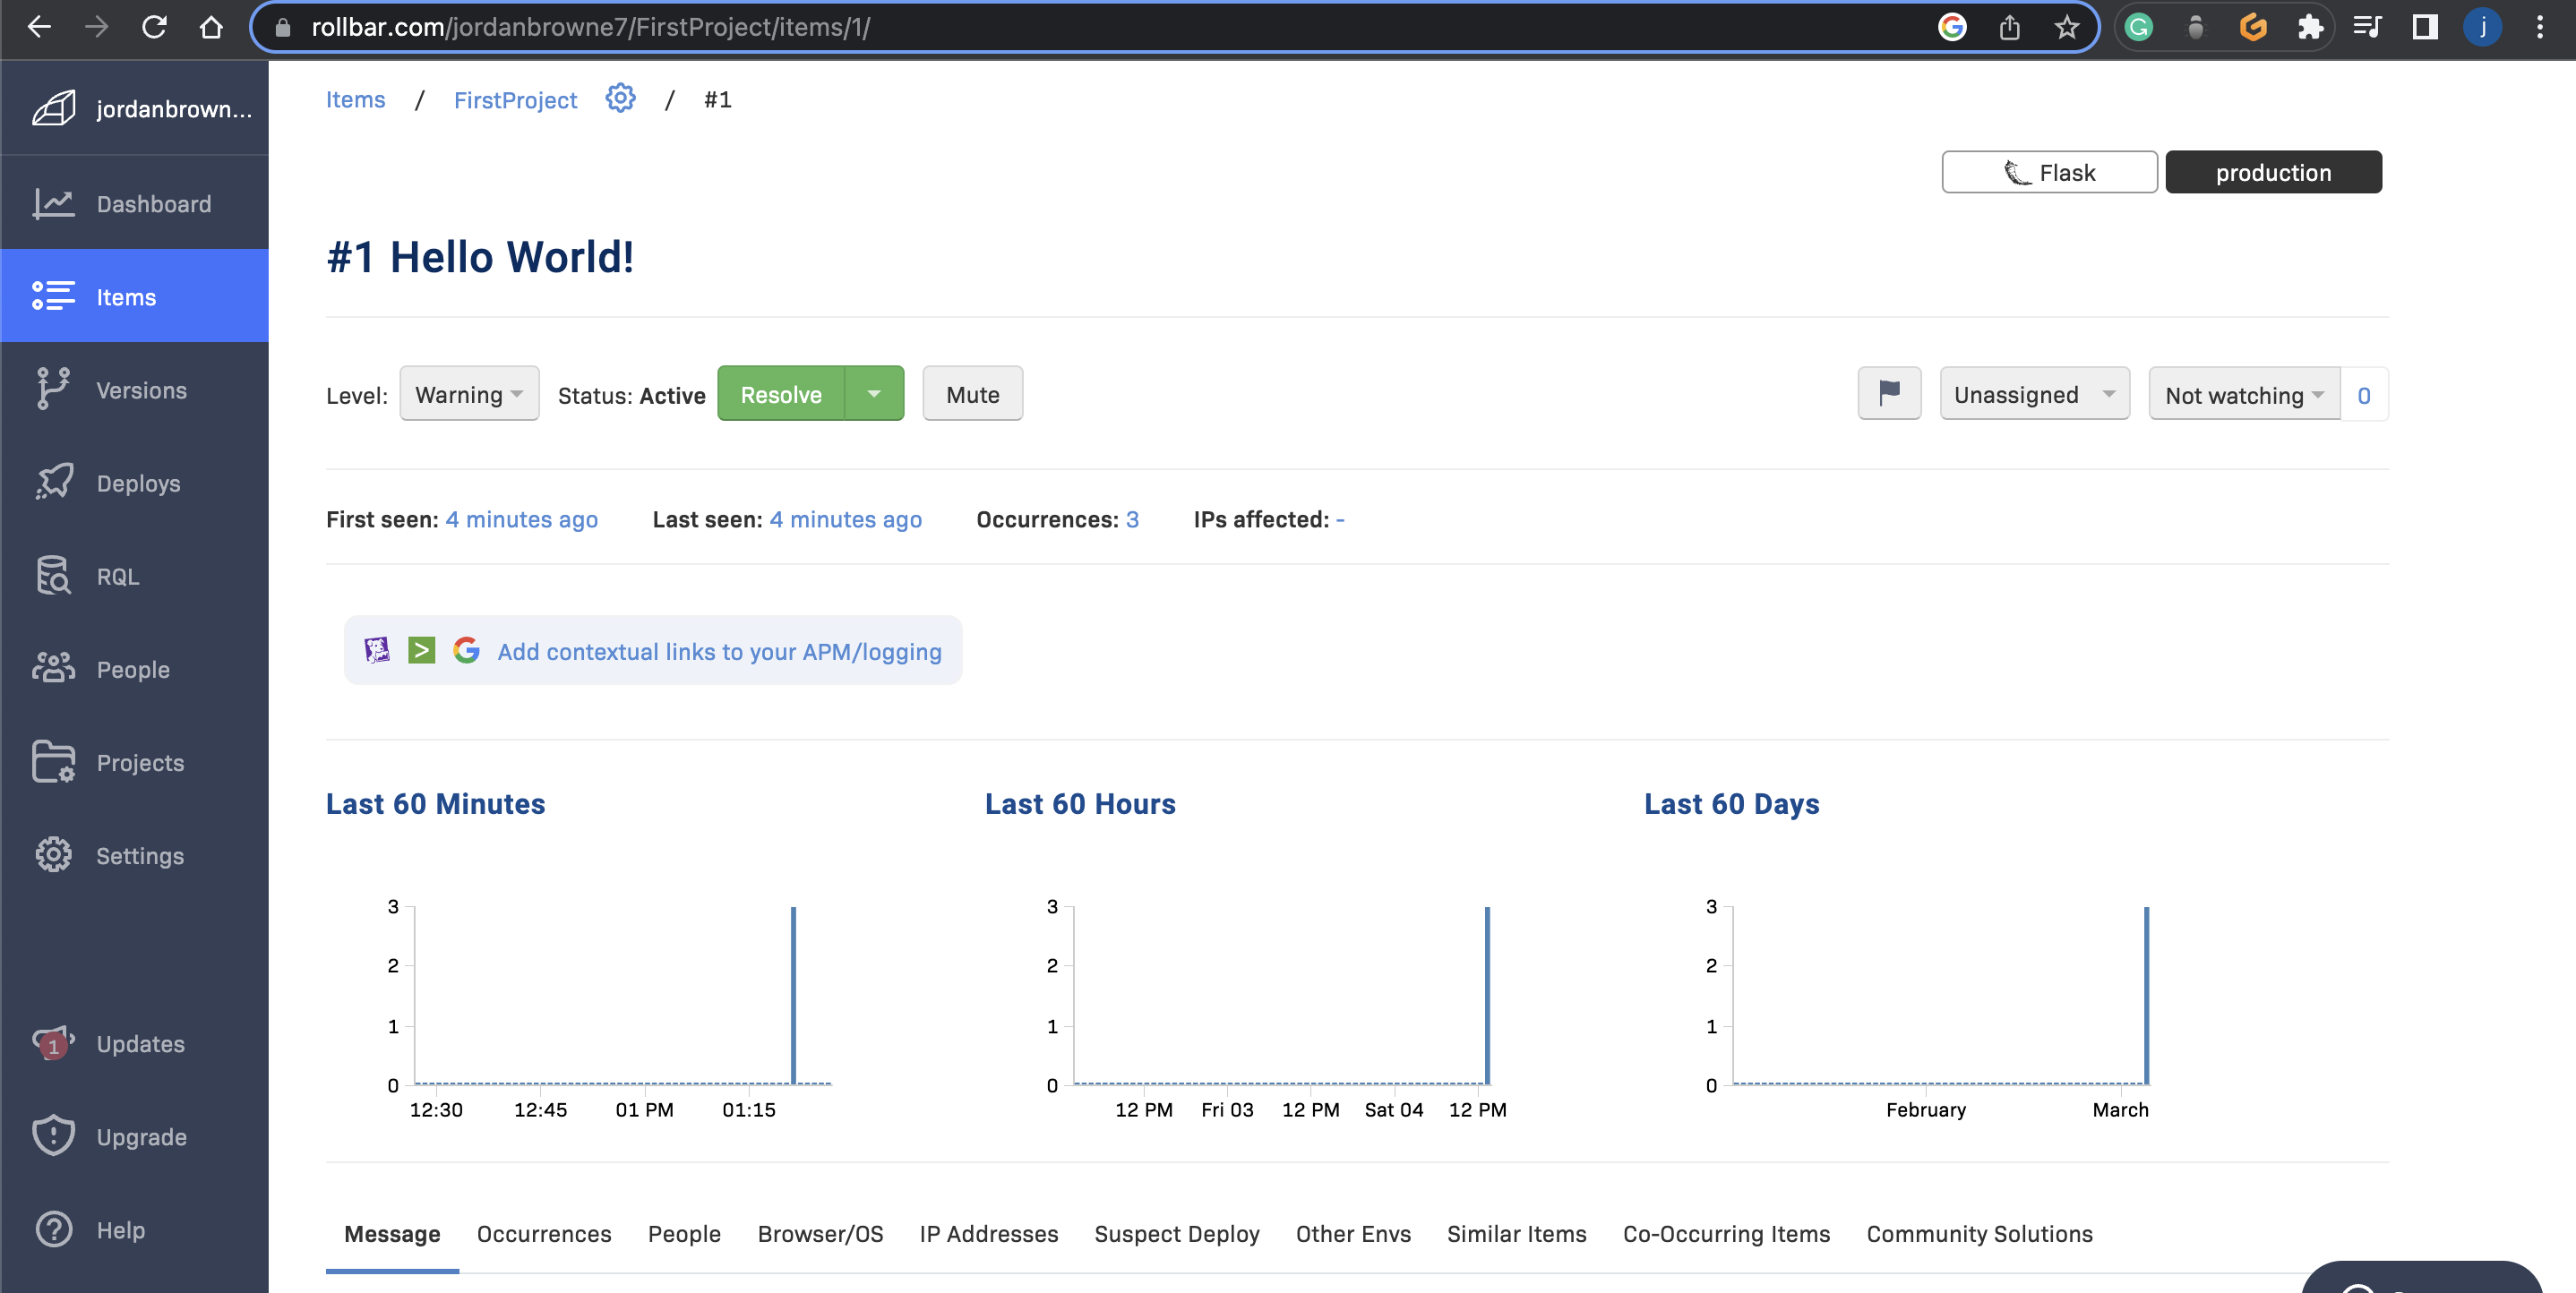 rollbar.com/jordanbrowne7/FirstProject/items/1/
j
jordanbrown...
Dashboard
Items
Versions
Deploys
RQL
People
Projects
Settings
1
Updates
Upgrade
Help
Items / FirstProject / #1
Flask production
#1 Hello World!
Level: Warning Status: Active Resolve Mute Unassigned Not watching 0
First seen: 4 minutes ago Last seen: 4 minutes ago Occurrences: 3 IPs affected: -
Add contextual links to your APM/logging
Last 60 Minutes
3
2
1
0
12:30 12:45 01 PM 01:15
Last 60 Hours
3
2
1
0
12 PM Fri 03 12 PM Sat 04 12 PM
Last 60 Days
3
2
1
0
February March
Message Occurrences People Browser/OS IP Addresses Suspect Deploy Other Envs Similar Items Co-Occurring Items Community Solutions